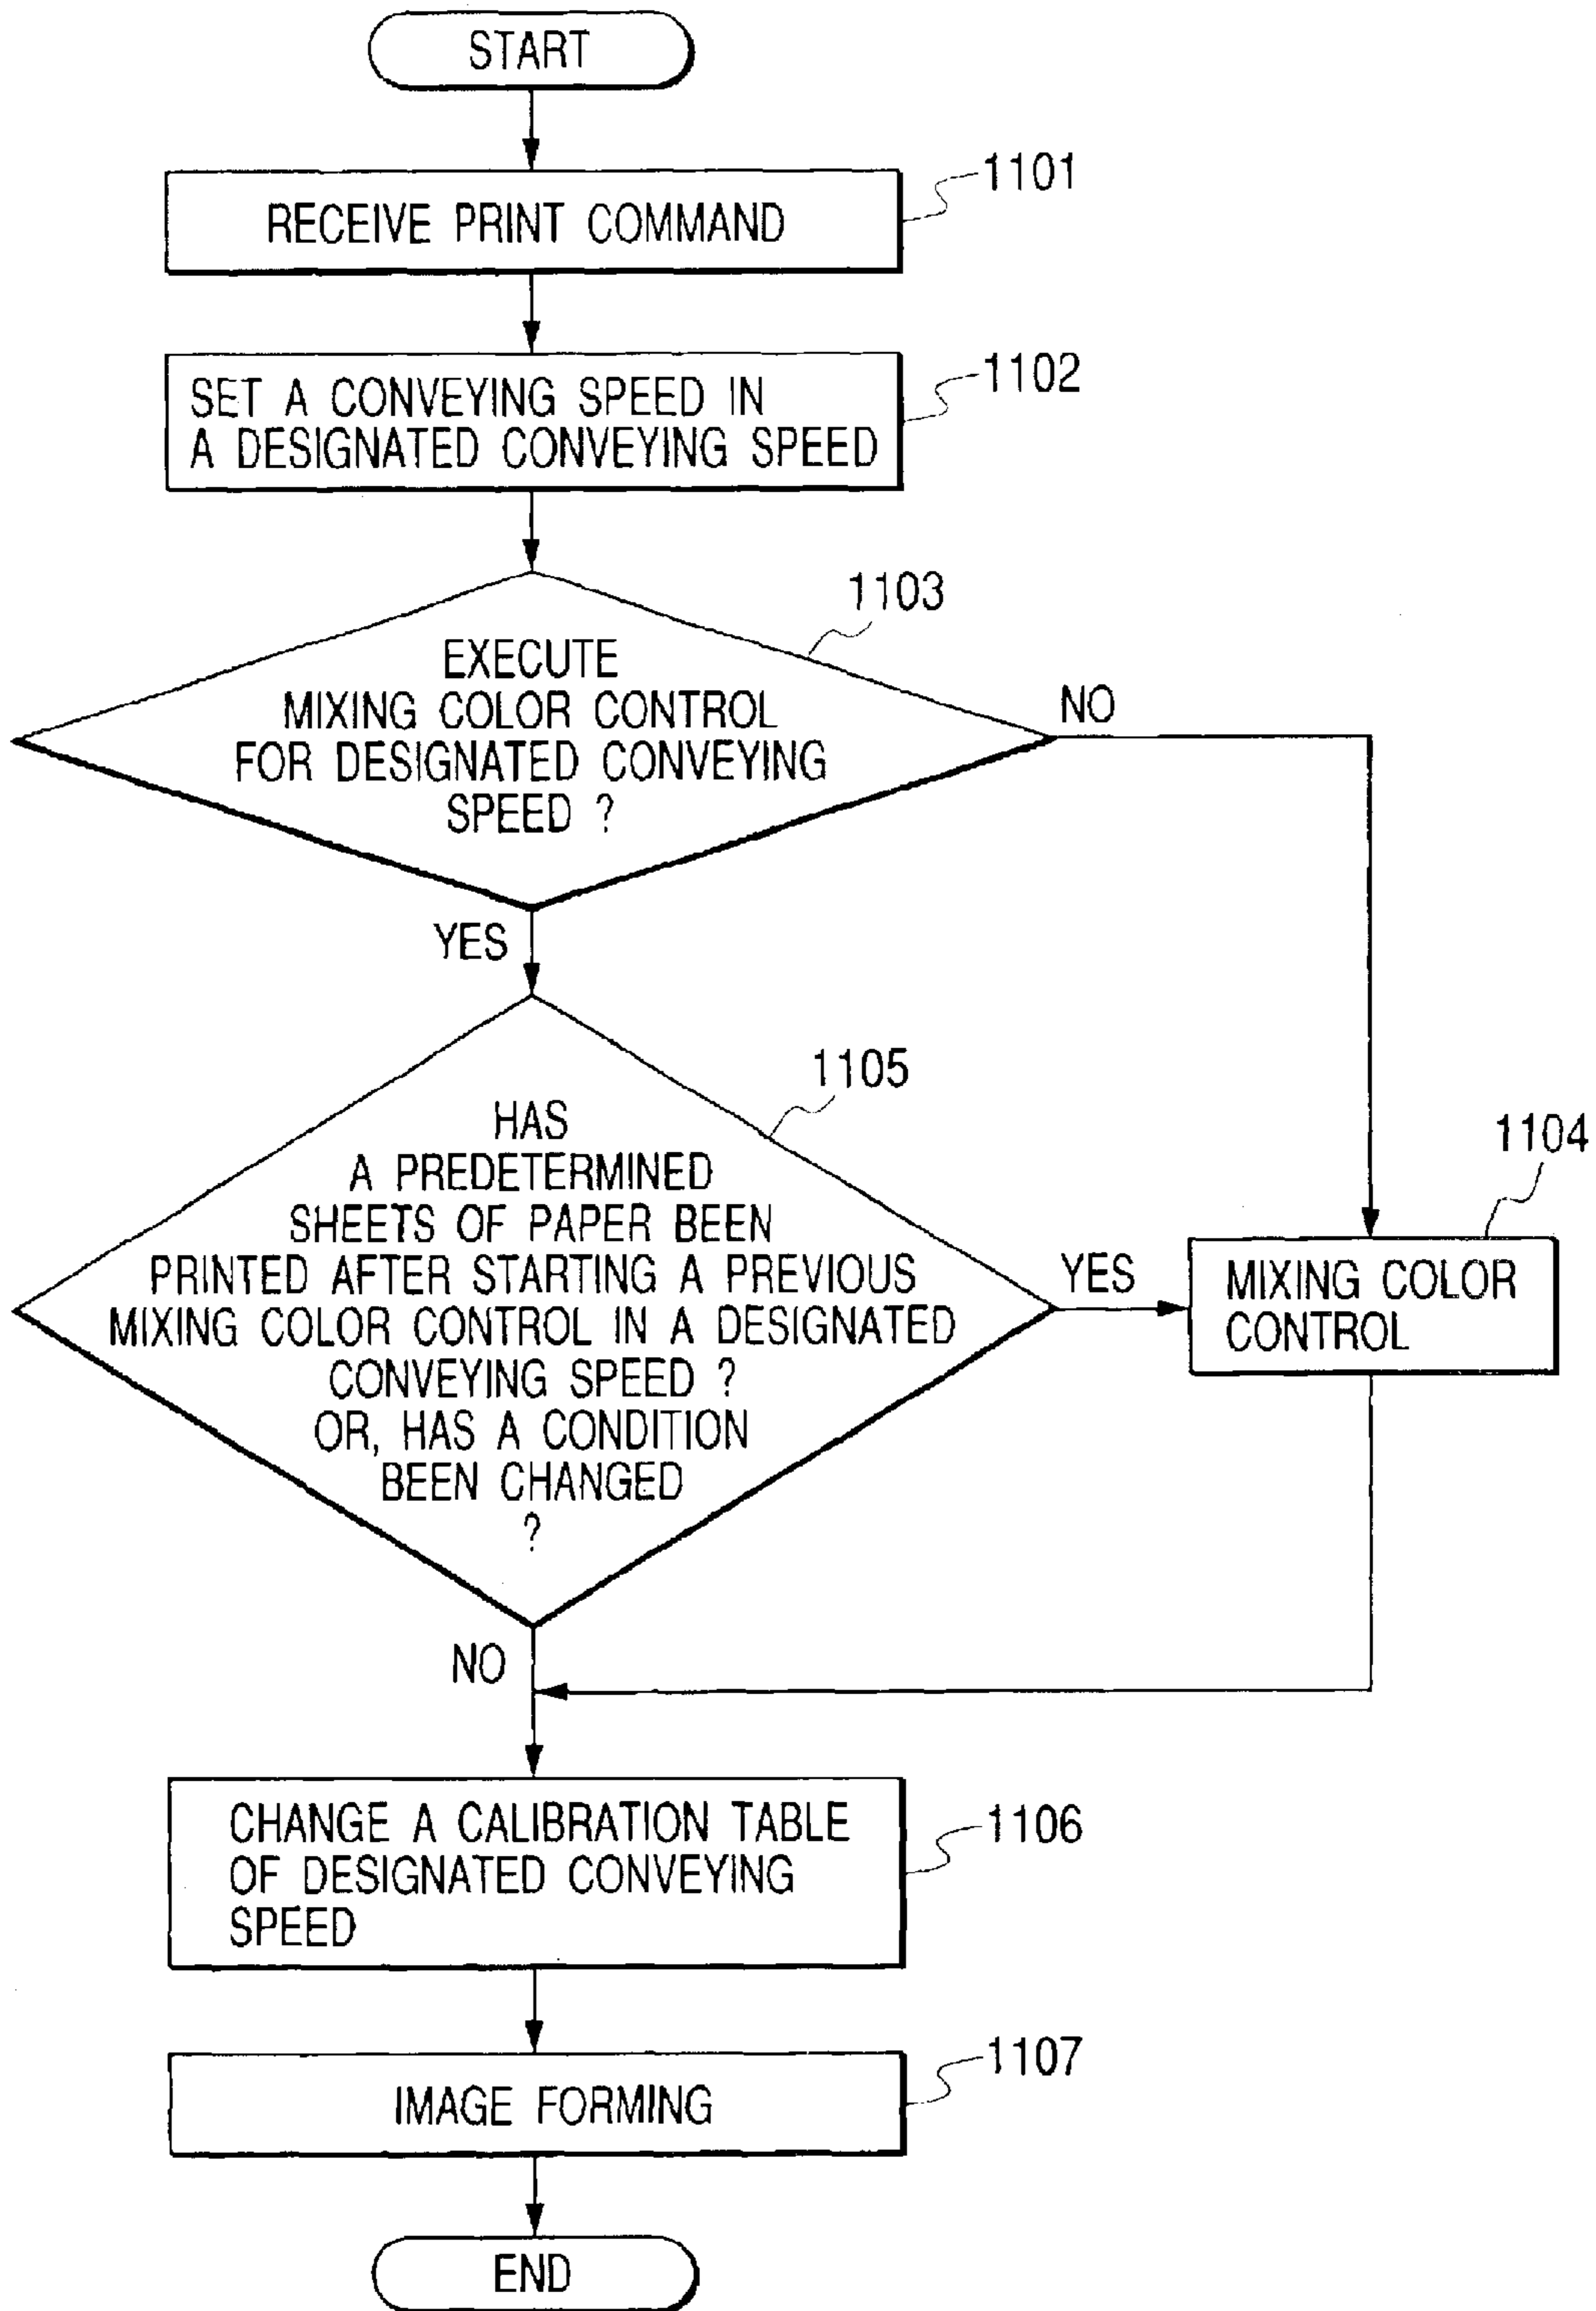 START
RECEIVE PRINT COMMAND
1101
SET A CONVEYING SPEED IN
A DESIGNATED CONVEYING SPEED
1102
EXECUTE
MIXING COLOR CONTROL
FOR DESIGNATED CONVEYING
SPEED ?
1103
NO
YES
HAS
A PREDETERMINED
SHEETS OF PAPER BEEN
PRINTED AFTER STARTING A PREVIOUS
MIXING COLOR CONTROL IN A DESIGNATED
CONVEYING SPEED ?
OR, HAS A CONDITION
BEEN CHANGED
?
1105
YES
MIXING COLOR
CONTROL
1104
NO
CHANGE A CALIBRATION TABLE
OF DESIGNATED CONVEYING
SPEED
1106
IMAGE FORMING
1107
END